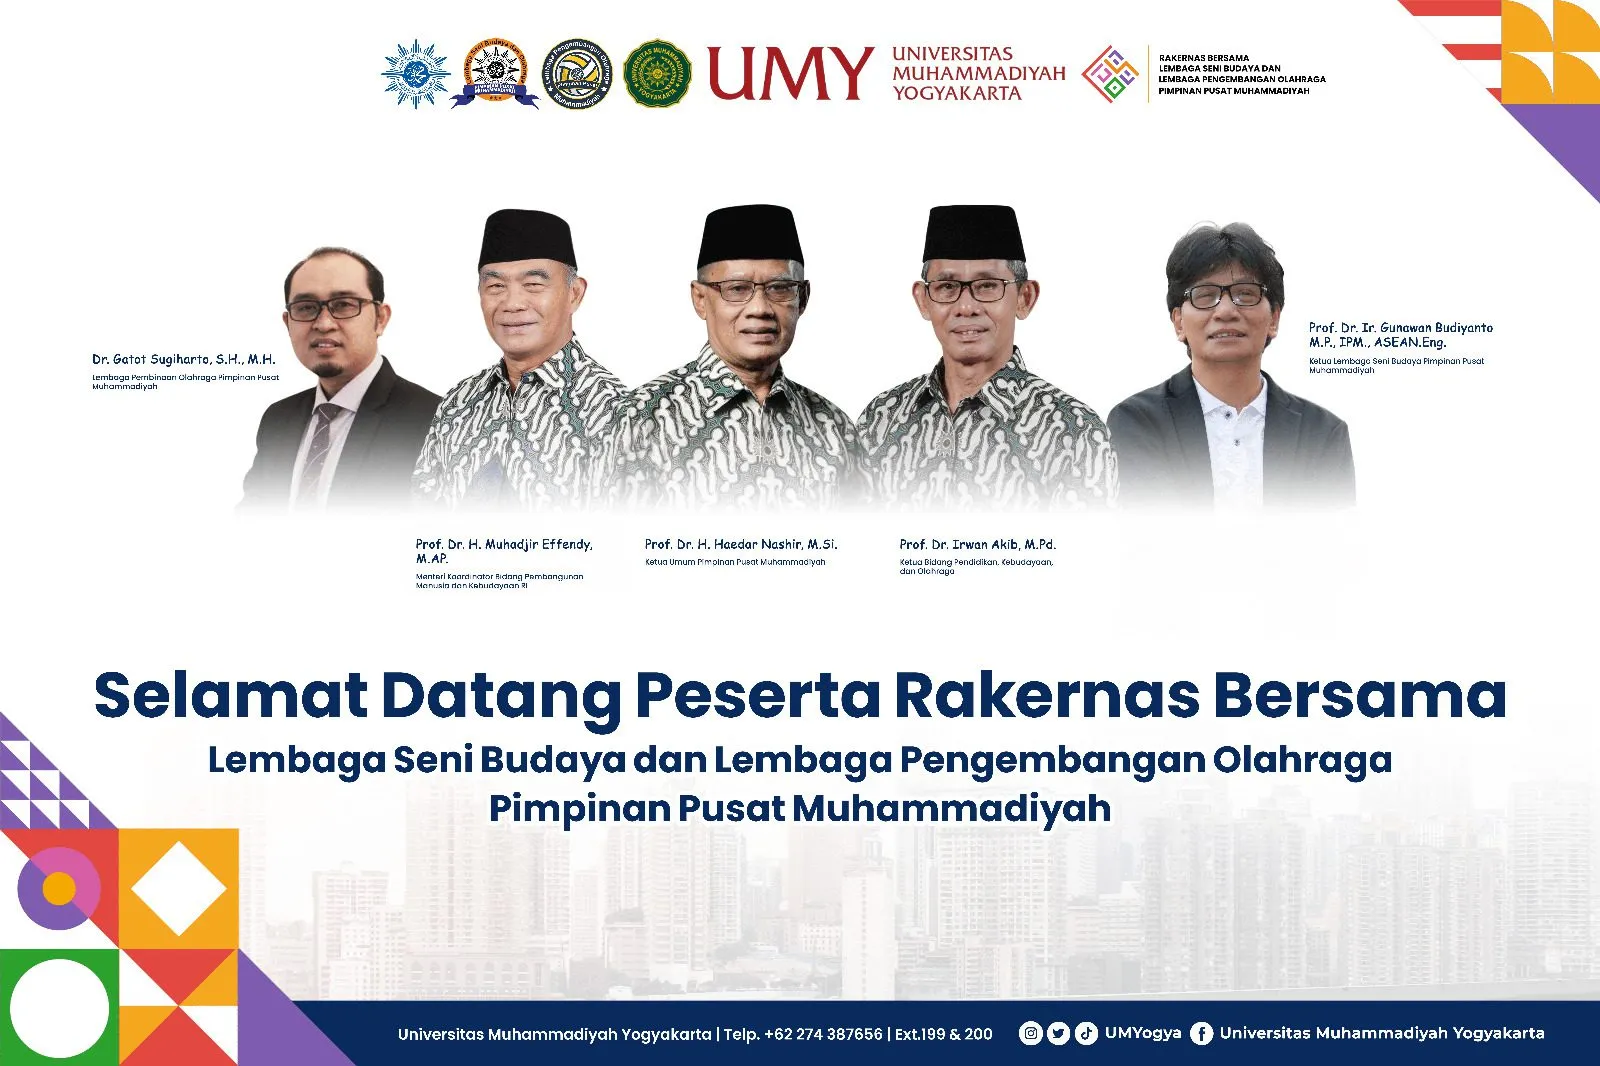 UMY
UNIVERSITAS
MUHAMMADIYAH
YOGYAKARTA
RAKERNAS BERSAMA
LEMBAGA SENI BUDAYA DAN
LEMBAGA PENGEMBANGAN OLAHRAGA
PIMPINAN PUSAT MUHAMMADIYAH
Dr. Gatot Sugiharto, S.H., M.H.
Lembaga Pembinaan Olahraga Pimpinan Pusat
Muhammadiyah
Prof. Dr. H. Muhadjir Effendy,
M.AP.
Menteri Koordinator Bidang Pembangunan
Manusia dan Kebudayaan RI
Prof. Dr. H. Haedar Nashir, M.Si.
Ketua Umum Pimpinan Pusat Muhammadiyah
Prof. Dr. Irwan Akib, M.Pd.
Ketua Bidang Pendidikan, Kebudayaan,
dan Olahraga
Prof. Dr. Ir. Gunawan Budiyanto
M.P., IPM., ASEAN.Eng.
Ketua Lembaga Seni Budaya Pimpinan Pusat
Muhammadiyah
Selamat Datang Peserta Rakernas Bersama
Lembaga Seni Budaya dan Lembaga Pengembangan Olahraga
Pimpinan Pusat Muhammadiyah
Universitas Muhammadiyah Yogyakarta | Telp. +62 274 387656 | Ext.199 & 200
UMYogya
Universitas Muhammadiyah Yogyakarta